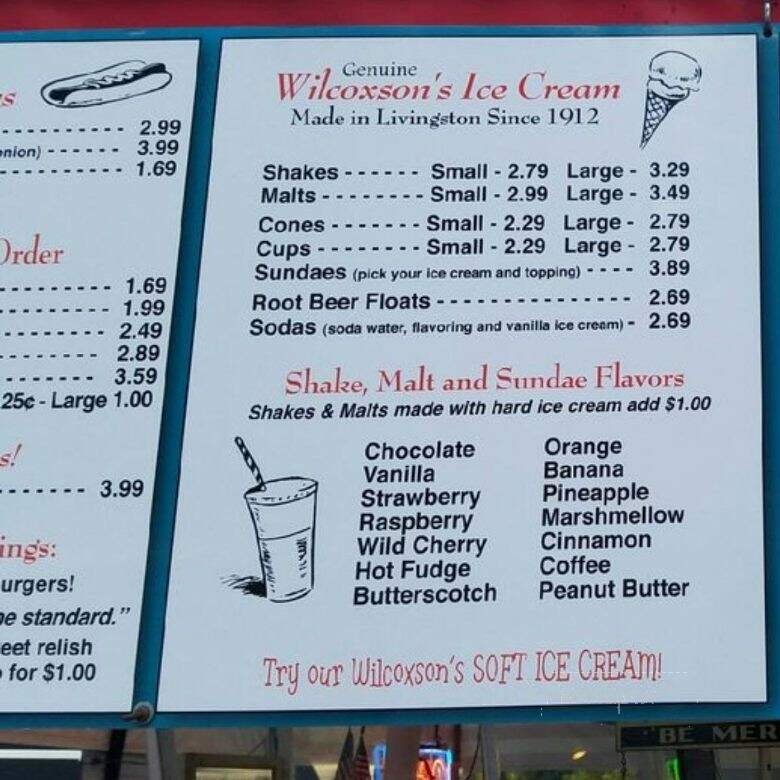 s
2.99
onion) ------ 3.99
1.69
Order
1.69
1.99
2.49
2.89
3.59
25¢ - Large 1.00
s!
3.99
ings:
urgers!
e standard."
eet relish
for $1.00
Genuine
Wilcoxson's Ice Cream
Made in Livingston Since 1912
Shakes ------ Small - 2.79 Large - 3.29
Malts -------- Small - 2.99 Large - 3.49
Cones ------- Small - 2.29 Large - 2.79
Cups -------- Small - 2.29 Large - 2.79
Sundaes (pick your ice cream and topping) ---- 3.89
Root Beer Floats --------------- 2.69
Sodas (soda water, flavoring and vanilla ice cream) - 2.69
Shake, Malt and Sundae Flavors
Shakes & Malts made with hard ice cream add $1.00
Chocolate
Vanilla
Strawberry
Raspberry
Wild Cherry
Hot Fudge
Butterscotch
Orange
Banana
Pineapple
Marshmellow
Cinnamon
Coffee
Peanut Butter
Try our Wilcoxson's SOFT ICE CREAM!
"BE MER